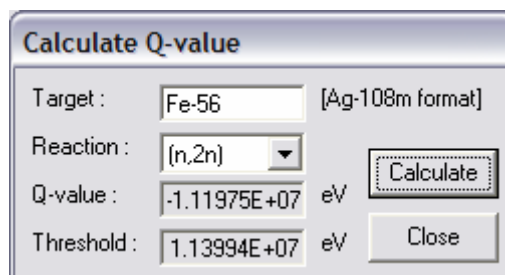 Calculate Q-value
Target : Fe-56 [Ag-108m format]
Reaction : (n,2n)
Calculate
Q-value : -1.11975E+07 eV
Threshold : 1.13994E+07 eV
Close